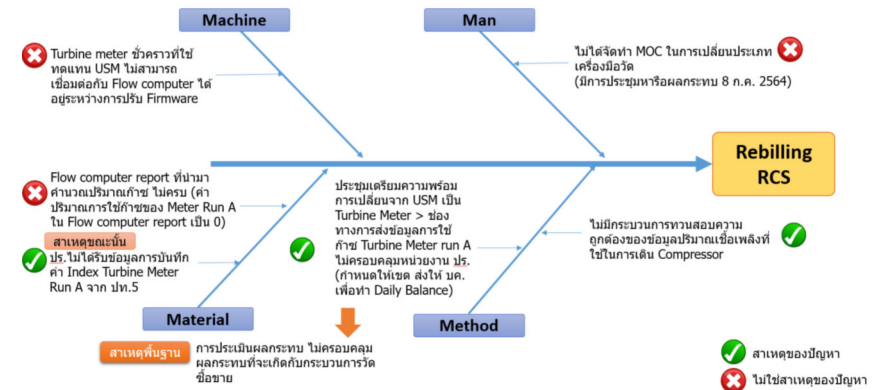 Machine
Man
Turbine meter ชั่วคราวที่ใช้
ทดแทน USM ไม่สามารถ
เชื่อมต่อกับ Flow computer ได้
อยู่ระหว่างการปรับ Firmware
ไม่ได้จัดทำ MOC ในการเปลี่ยนประเภท
เครื่องมือวัด
(มีการประชุมหารือผลกระทบ 8 ก.ค. 2564)
Rebilling
RCS
Flow computer report ที่นำมา
คำนวณปริมาณก๊าซ ไม่ครบ (ค่า
ปริมาณการใช้ก๊าซของ Meter Run A
ใน Flow computer report เป็น 0)
สาเหตุขณะนั้น
ปร.ไม่ได้รับข้อมูลการบันทึก
ค่า Index Turbine Meter
Run A จาก ปท.5
ประชุมเตรียมความพร้อม
การเปลี่ยนจาก USM เป็น
Turbine Meter > ช่อง
ทางการส่งข้อมูลการใช้
ก๊าซ Turbine Meter run A
ไม่ครอบคลุมหน่วยงาน ปร.
(กำหนดให้เขต ส่งให้ บค.
เพื่อทำ Daily Balance)
ไม่มีกระบวนการทวนสอบความ
ถูกต้องของข้อมูลปริมาณเชื้อเพลิงที่
ใช้ในการเดิน Compressor
Material
Method
สาเหตุพื้นฐาน
การประเมินผลกระทบ ไม่ครอบคลุม
ผลกระทบที่จะเกิดกับกระบวนการวัด
ซื้อขาย
สาเหตุของปัญหา
ไม่ใช่สาเหตุของปัญหา